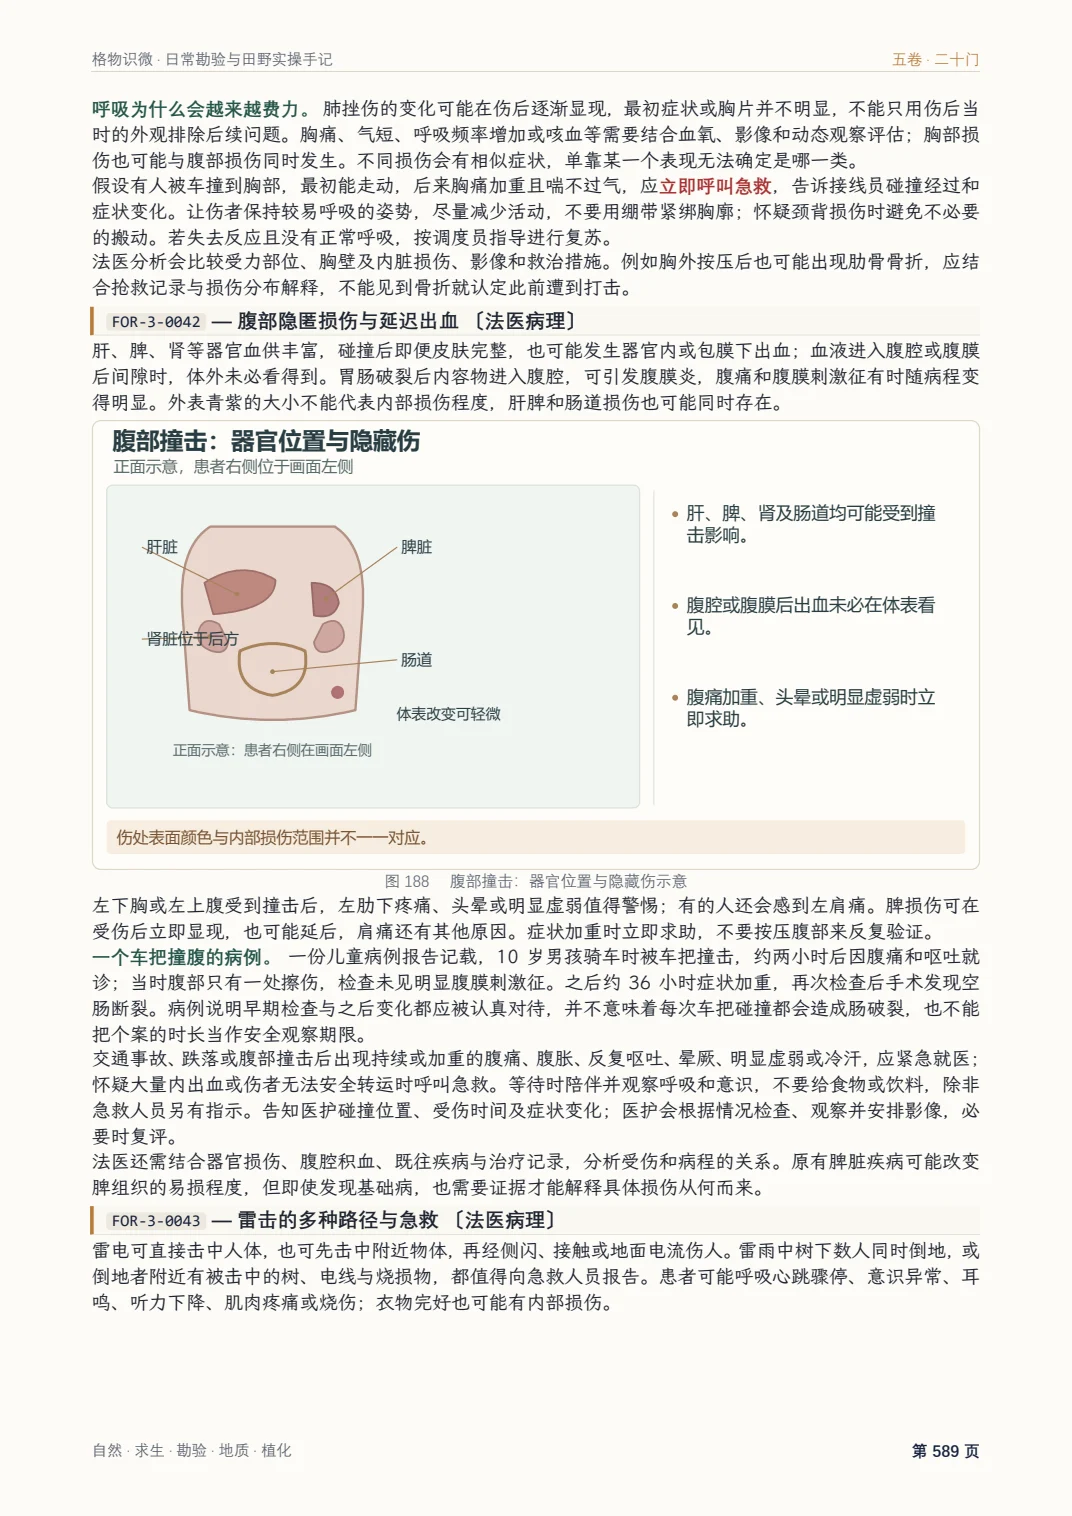 格物识微 · 日常勘验与田野实操手记
五卷 · 二十门
呼吸为什么会越来越费力。 肺挫伤的变化可能在伤后逐渐显现，最初症状或胸片并不明显，不能只用伤后当
时的外观排除后续问题。胸痛、气短、呼吸频率增加或咳血等需要结合血氧、影像和动态观察评估；胸部损
伤也可能与腹部损伤同时发生。不同损伤会有相似症状，单靠某一个表现无法确定是哪一类。
假设有人被车撞到胸部，最初能走动，后来胸痛加重且喘不过气，应立即呼叫急救，告诉接线员碰撞经过和
症状变化。让伤者保持较易呼吸的姿势，尽量减少活动，不要用绷带紧绑胸廓；怀疑颈背损伤时避免不必要
的搬动。若失去反应且没有正常呼吸，按调度员指导进行复苏。
法医分析会比较受力部位、胸壁及内脏损伤、影像和救治措施。例如胸外按压后也可能出现肋骨骨折，应结
合抢救记录与损伤分布解释，不能见到骨折就认定此前遭到打击。
FOR-3-0042 — 腹部隐匿损伤与延迟出血 〔法医病理〕
肝、脾、肾等器官血供丰富，碰撞后即便皮肤完整，也可能发生器官内或包膜下出血；血液进入腹腔或腹膜
后间隙时，体外未必看得到。胃肠破裂后内容物进入腹腔，可引发腹膜炎，腹痛和腹膜刺激征有时随病程变
得明显。外表青紫的大小不能代表内部损伤程度，肝脾和肠道损伤也可能同时存在。
腹部撞击：器官位置与隐藏伤
正面示意，患者右侧位于画面左侧
肝脏
脾脏
肾脏位于后方
肠道
体表改变可轻微
正面示意：患者右侧在画面左侧
• 肝、脾、肾及肠道均可能受到撞
击影响。
• 腹腔或腹膜后出血未必在体表看
见。
• 腹痛加重、头晕或明显虚弱时立
即求助。
伤处表面颜色与内部损伤范围并不一一对应。
图 188 腹部撞击：器官位置与隐藏伤示意
左下胸或左上腹受到撞击后，左肋下疼痛、头晕或明显虚弱值得警惕；有的人还会感到左肩痛。脾损伤可在
受伤后立即显现，也可能延后，肩痛还有其他原因。症状加重时立即求助，不要按压腹部来反复验证。
一个车把撞腹的病例。 一份儿童病例报告记载，10 岁男孩骑车时被车把撞击，约两小时后因腹痛和呕吐就
诊；当时腹部只有一处擦伤，检查未见明显腹膜刺激征。之后约 36 小时症状加重，再次检查后手术发现空
肠断裂。病例说明早期检查与之后变化都应被认真对待，并不意味着每次车把碰撞都会造成肠破裂，也不能
把个案的时长当作安全观察期限。
交通事故、跌落或腹部撞击后出现持续或加重的腹痛、腹胀、反复呕吐、晕厥、明显虚弱或冷汗，应紧急就医；
怀疑大量内出血或伤者无法安全转运时呼叫急救。等待时陪伴并观察呼吸和意识，不要给食物或饮料，除非
急救人员另有指示。告知医护碰撞位置、受伤时间及症状变化；医护会根据情况检查、观察并安排影像，必
要时复评。
法医还需结合器官损伤、腹腔积血、既往疾病与治疗记录，分析受伤和病程的关系。原有脾脏疾病可能改变
脾组织的易损程度，但即使发现基础病，也需要证据才能解释具体损伤从何而来。
FOR-3-0043 — 雷击的多种路径与急救 〔法医病理〕
雷电可直接击中人体，也可先击中附近物体，再经侧闪、接触或地面电流伤人。雷雨中树下数人同时倒地，或
倒地者附近有被击中的树、电线与烧损物，都值得向急救人员报告。患者可能呼吸心跳骤停、意识异常、耳
鸣、听力下降、肌肉疼痛或烧伤；衣物完好也可能有内部损伤。
自然 · 求生 · 勘验 · 地质 · 植化
第 589 页